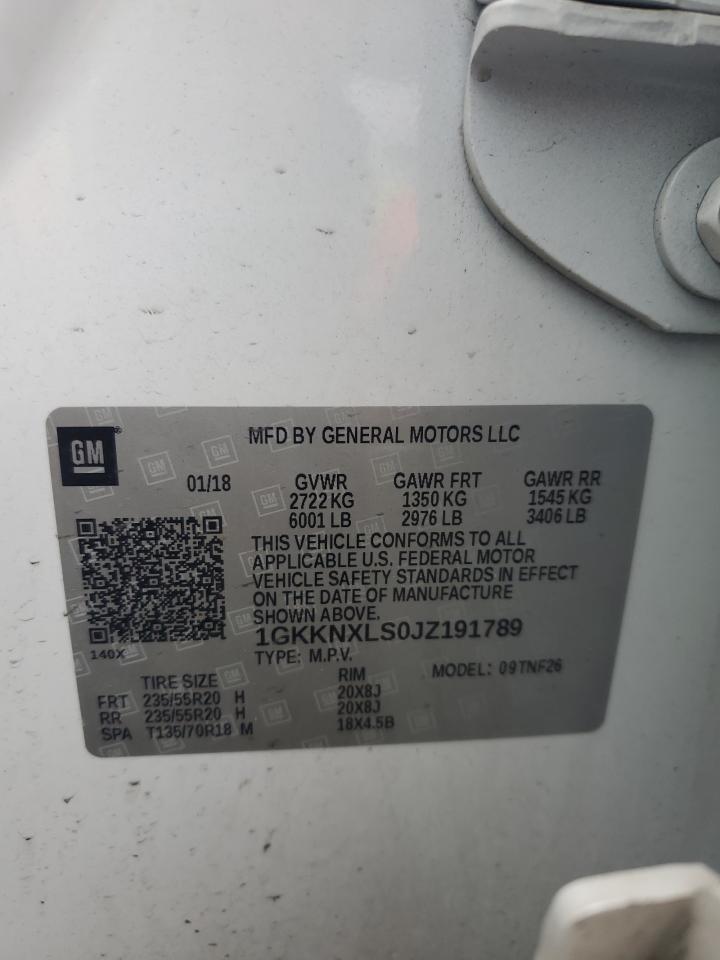 GM MFD BY GENERAL MOTORS LLC
01/18 GVWR GAWR FRT GAWR RR
2722 KG 1350 KG 1545 KG
6001 LB 2976 LB 3406 LB
THIS VEHICLE CONFORMS TO ALL
APPLICABLE U.S. FEDERAL MOTOR
VEHICLE SAFETY STANDARDS IN EFFECT
ON THE DATE OF MANUFACTURE
SHOWN ABOVE.
1GKKNXLS0JZ191789
140X TYPE: M.P.V. MODEL: 09TNF26
TIRE SIZE RIM
FRT 235/55R20 H 20X8J
RR 235/55R20 H 20X8J
SPA T135/70R18 M 18X4.5B